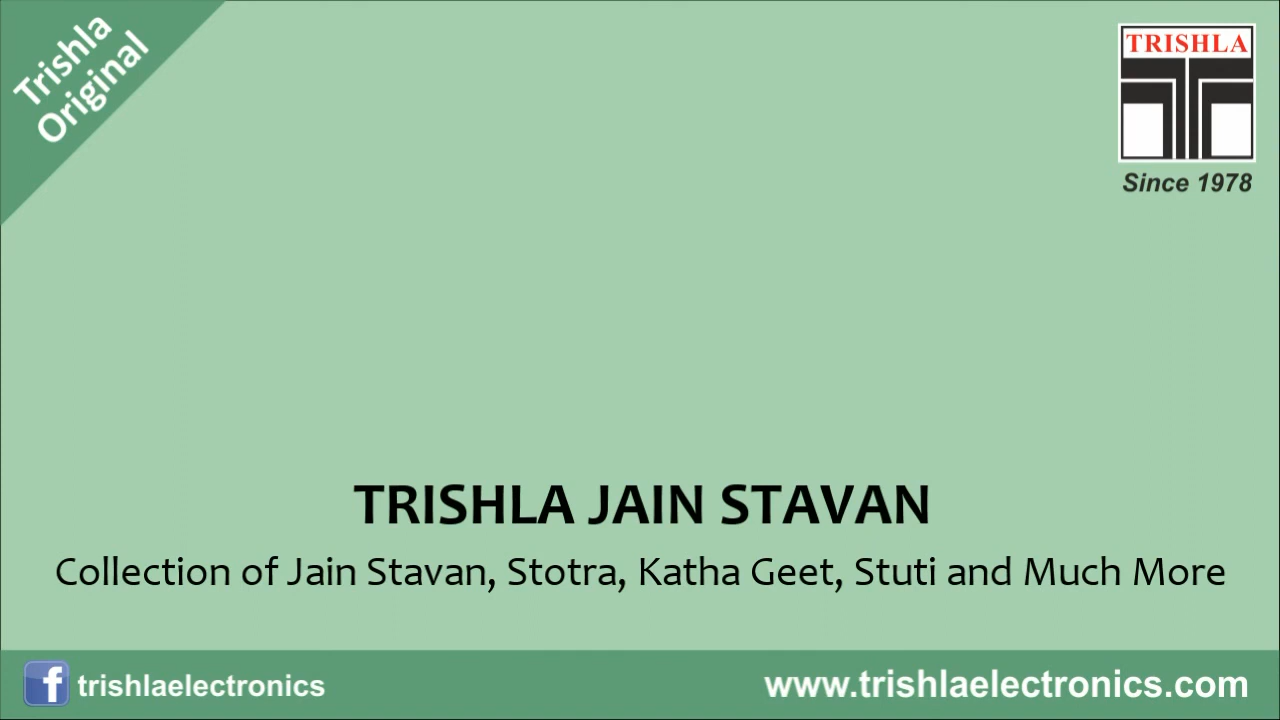 Trishla
Original
TRISHLA
Since 1978
TRISHLA JAIN STAVAN
Collection of Jain Stavan, Stotra, Katha Geet, Stuti and Much More
f trishlaelectronics
www.trishlaelectronics.com